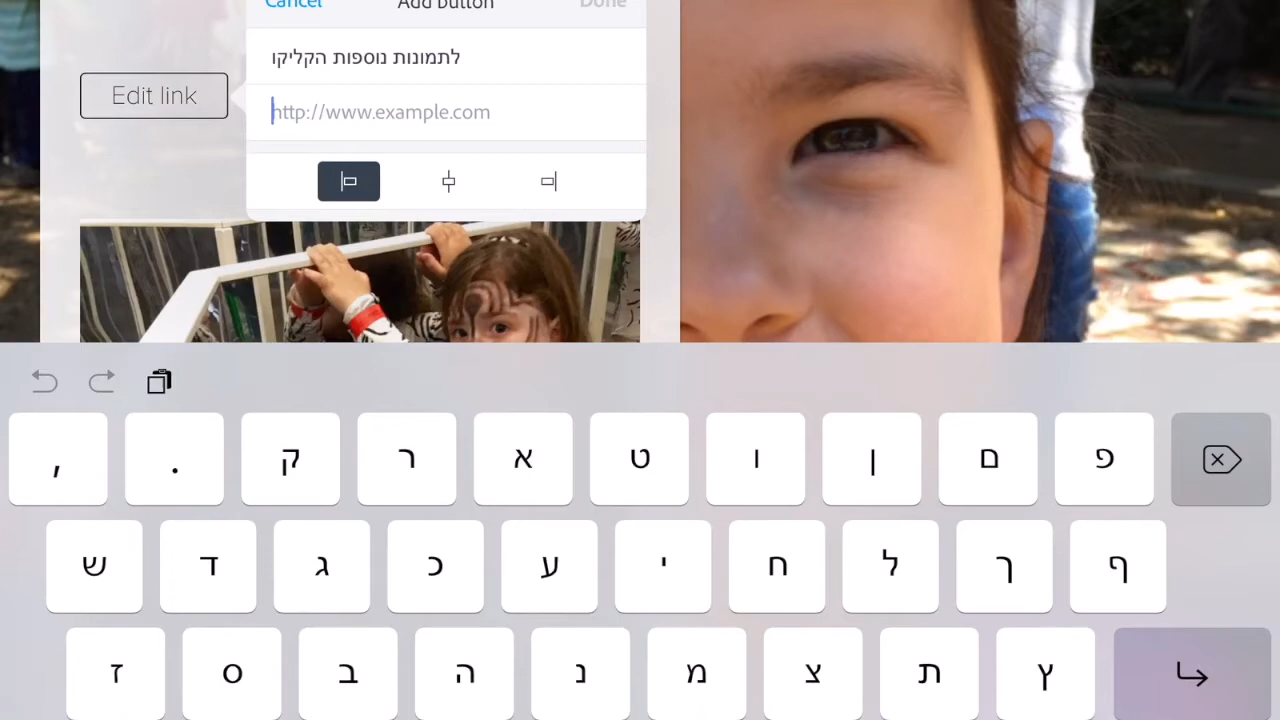 Cancel Add button Done
לתמונות נוספות הקליקו
Edit link
http://www.example.com
, . ק ר א ט ו ן ם פ
ש ד ג כ ע י ח ל ך ף
ז ס ב ה נ מ צ ת ץ